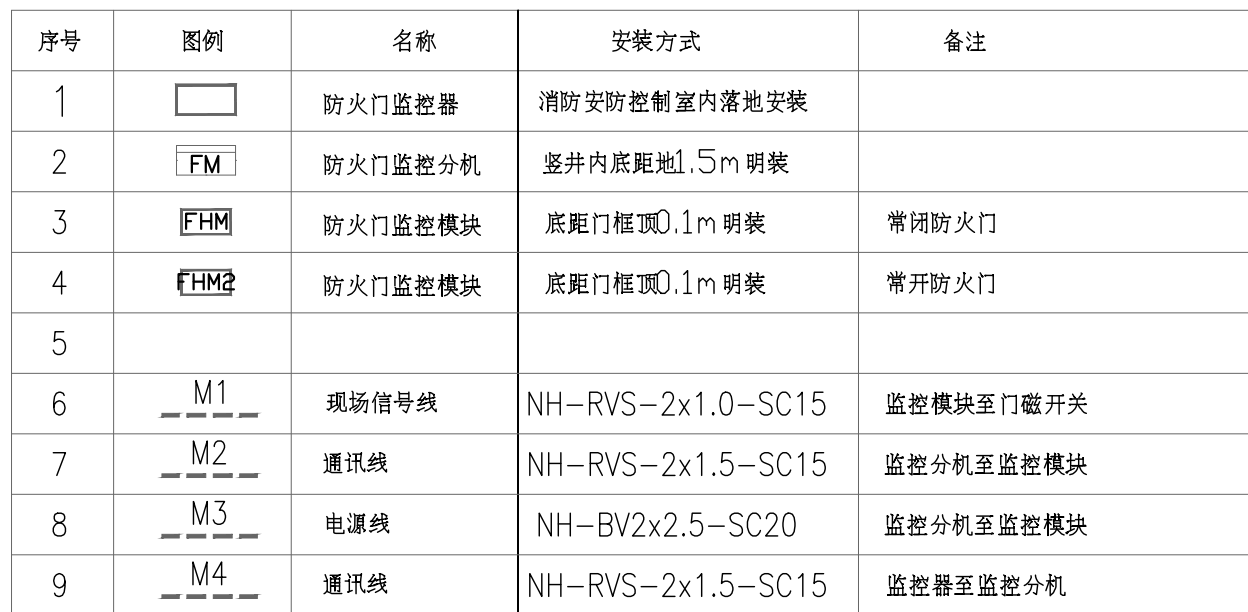 序号 图例 名称 安装方式 备注
1 防火门监控器 消防安防控制室内落地安装
2 FM 防火门监控分机 竖井内底距地1.5m明装
3 FHM 防火门监控模块 底距门框顶0.1m明装 常闭防火门
4 FHM2 防火门监控模块 底距门框顶0.1m明装 常开防火门
5
6 M1 现场信号线 NH-RVS-2x1.0-SC15 监控模块至门磁开关
7 M2 通讯线 NH-RVS-2x1.5-SC15 监控分机至监控模块
8 M3 电源线 NH-BV2x2.5-SC20 监控分机至监控模块
9 M4 通讯线 NH-RVS-2x1.5-SC15 监控器至监控分机